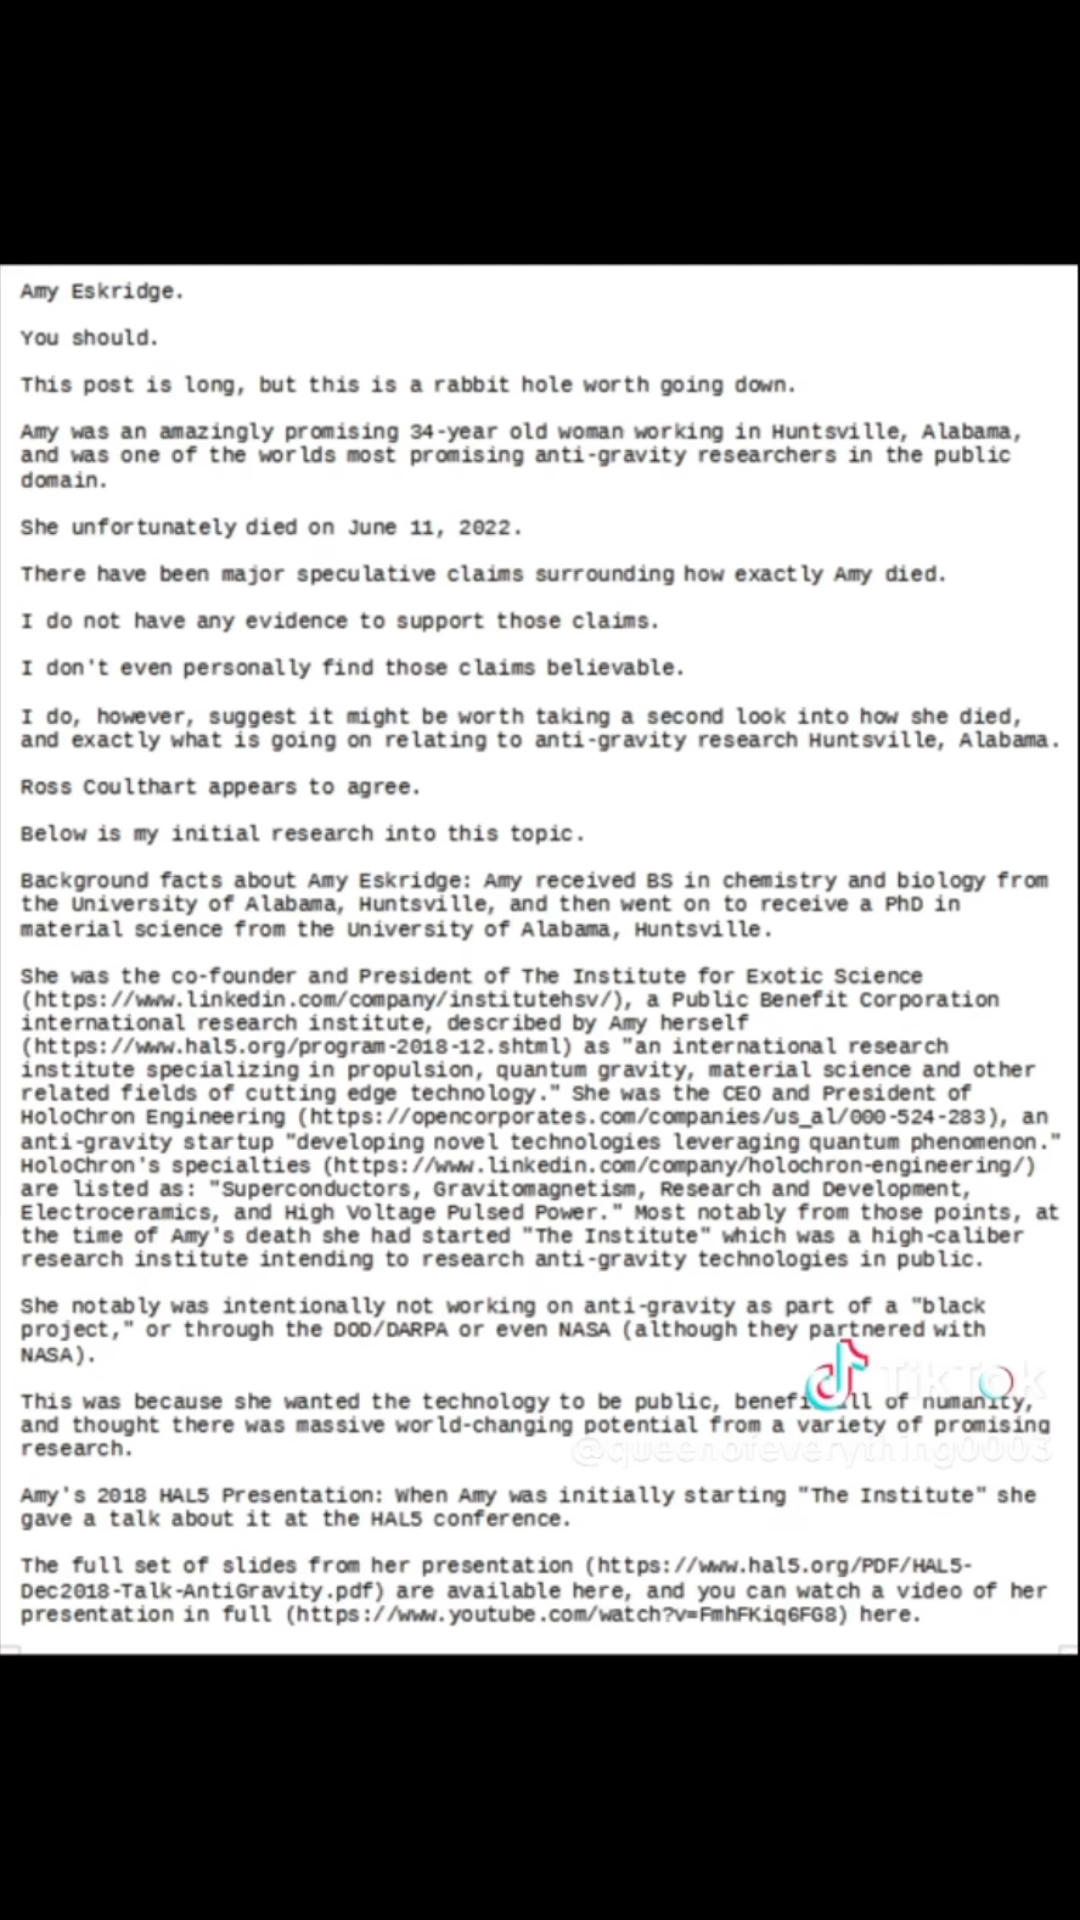 Amy Eskridge.
You should.
This post is long, but this is a rabbit hole worth going down.
Amy was an amazingly promising 34-year old woman working in Huntsville, Alabama,
and was one of the worlds most promising anti-gravity researchers in the public
domain.
She unfortunately died on June 11, 2022.
There have been major speculative claims surrounding how exactly Amy died.
I do not have any evidence to support those claims.
I don't even personally find those claims believable.
I do, however, suggest it might be worth taking a second look into how she died,
and exactly what is going on relating to anti-gravity research Huntsville, Alabama.
Ross Coulthart appears to agree.
Below is my initial research into this topic.
Background facts about Amy Eskridge: Amy received BS in chemistry and biology from
the University of Alabama, Huntsville, and then went on to receive a PhD in
material science from the University of Alabama, Huntsville.
She was the co-founder and President of The Institute for Exotic Science
(https://www.linkedin.com/company/institutehsv/), a Public Benefit Corporation
international research institute, described by Amy herself
(https://www.hal5.org/program-2018-12.shtml) as "an international research
institute specializing in propulsion, quantum gravity, material science and other
related fields of cutting edge technology." She was the CEO and President of
HoloChron Engineering (https://opencorporates.com/companies/us_al/000-524-283), an
anti-gravity startup "developing novel technologies leveraging quantum phenomenon."
HoloChron's specialties (https://www.linkedin.com/company/holochron-engineering/)
are listed as: "Superconductors, Gravitomagnetism, Research and Development,
Electroceramics, and High Voltage Pulsed Power." Most notably from those points, at
the time of Amy's death she had started "The Institute" which was a high-caliber
research institute intending to research anti-gravity technologies in public.
She notably was intentionally not working on anti-gravity as part of a "black
project," or through the DOD/DARPA or even NASA (although they partnered with
NASA).
TikTok
This was because she wanted the technology to be public, benefit all of humanity,
and thought there was massive world-changing potential from a variety of promising
research.
@queenofeverything0003
Amy's 2018 HAL5 Presentation: When Amy was initially starting "The Institute" she
gave a talk about it at the HAL5 conference.
The full set of slides from her presentation (https://www.hal5.org/PDF/HAL5-
Dec2018-Talk-AntiGravity.pdf) are available here, and you can watch a video of her
presentation in full (https://www.youtube.com/watch?v=FmhFKiq6FG8) here.